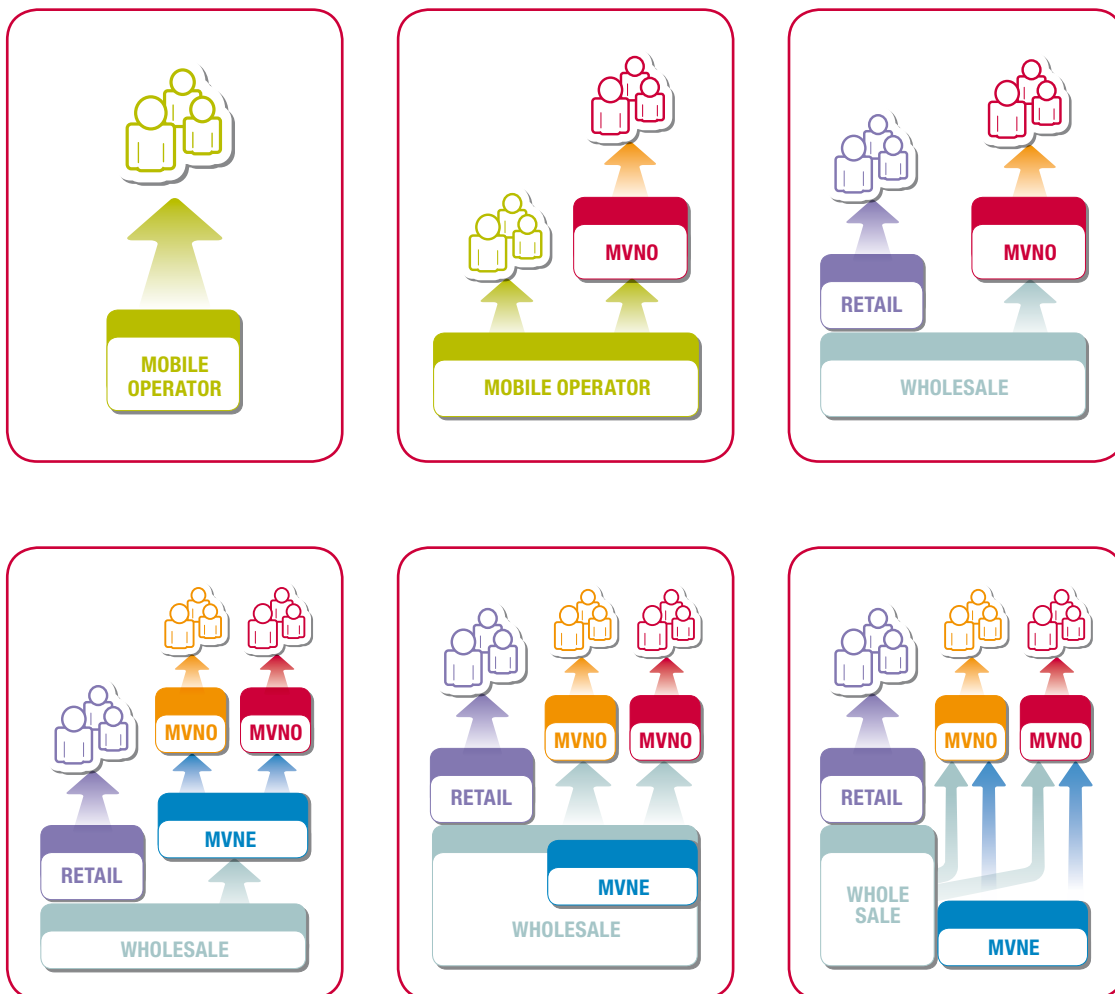 MOBILE
OPERATOR
MVNO
MOBILE OPERATOR
MVNO
RETAIL
WHOLESALE
MVNO
MVNO
MVNE
RETAIL
WHOLESALE
MVNO
MVNO
RETAIL
MVNE
WHOLESALE
MVNO
MVNO
RETAIL
WHOLE
SALE
MVNE